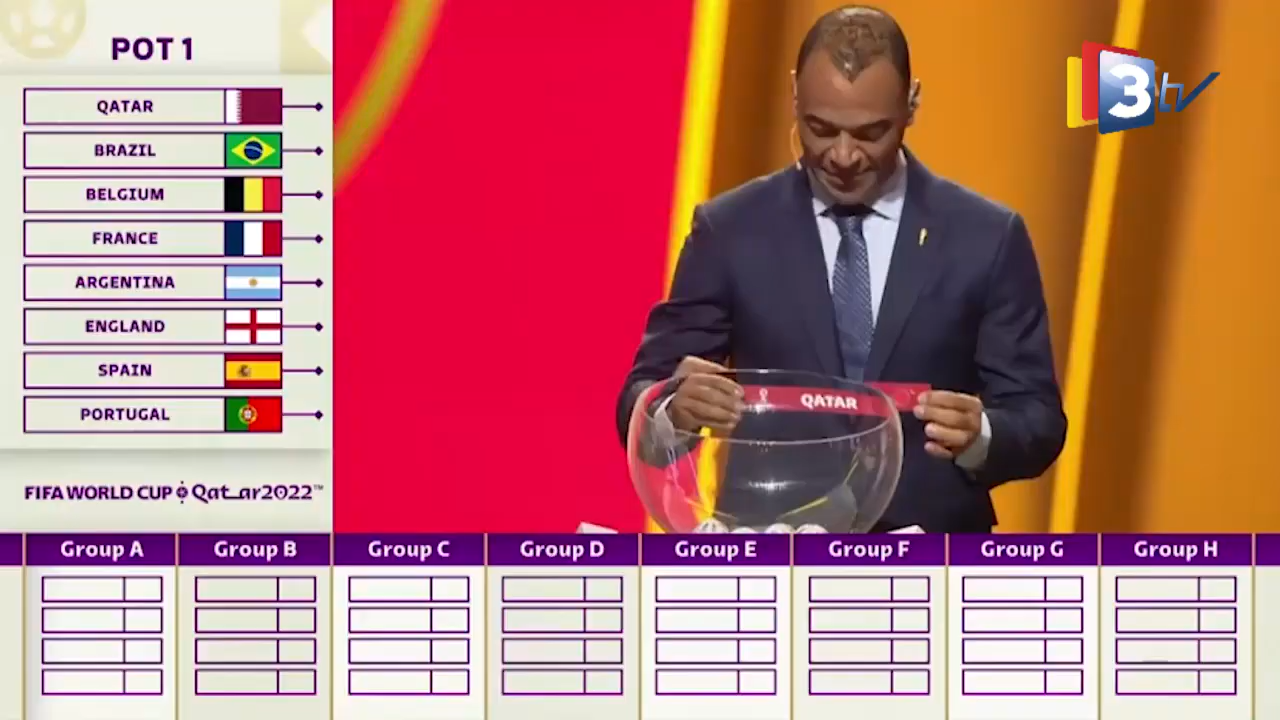 POT 1
QATAR
BRAZIL
BELGIUM
FRANCE
ARGENTINA
ENGLAND
SPAIN
PORTUGAL
FIFA WORLD CUP Qatar2022™
3tv
QATAR
Group A
Group B
Group C
Group D
Group E
Group F
Group G
Group H